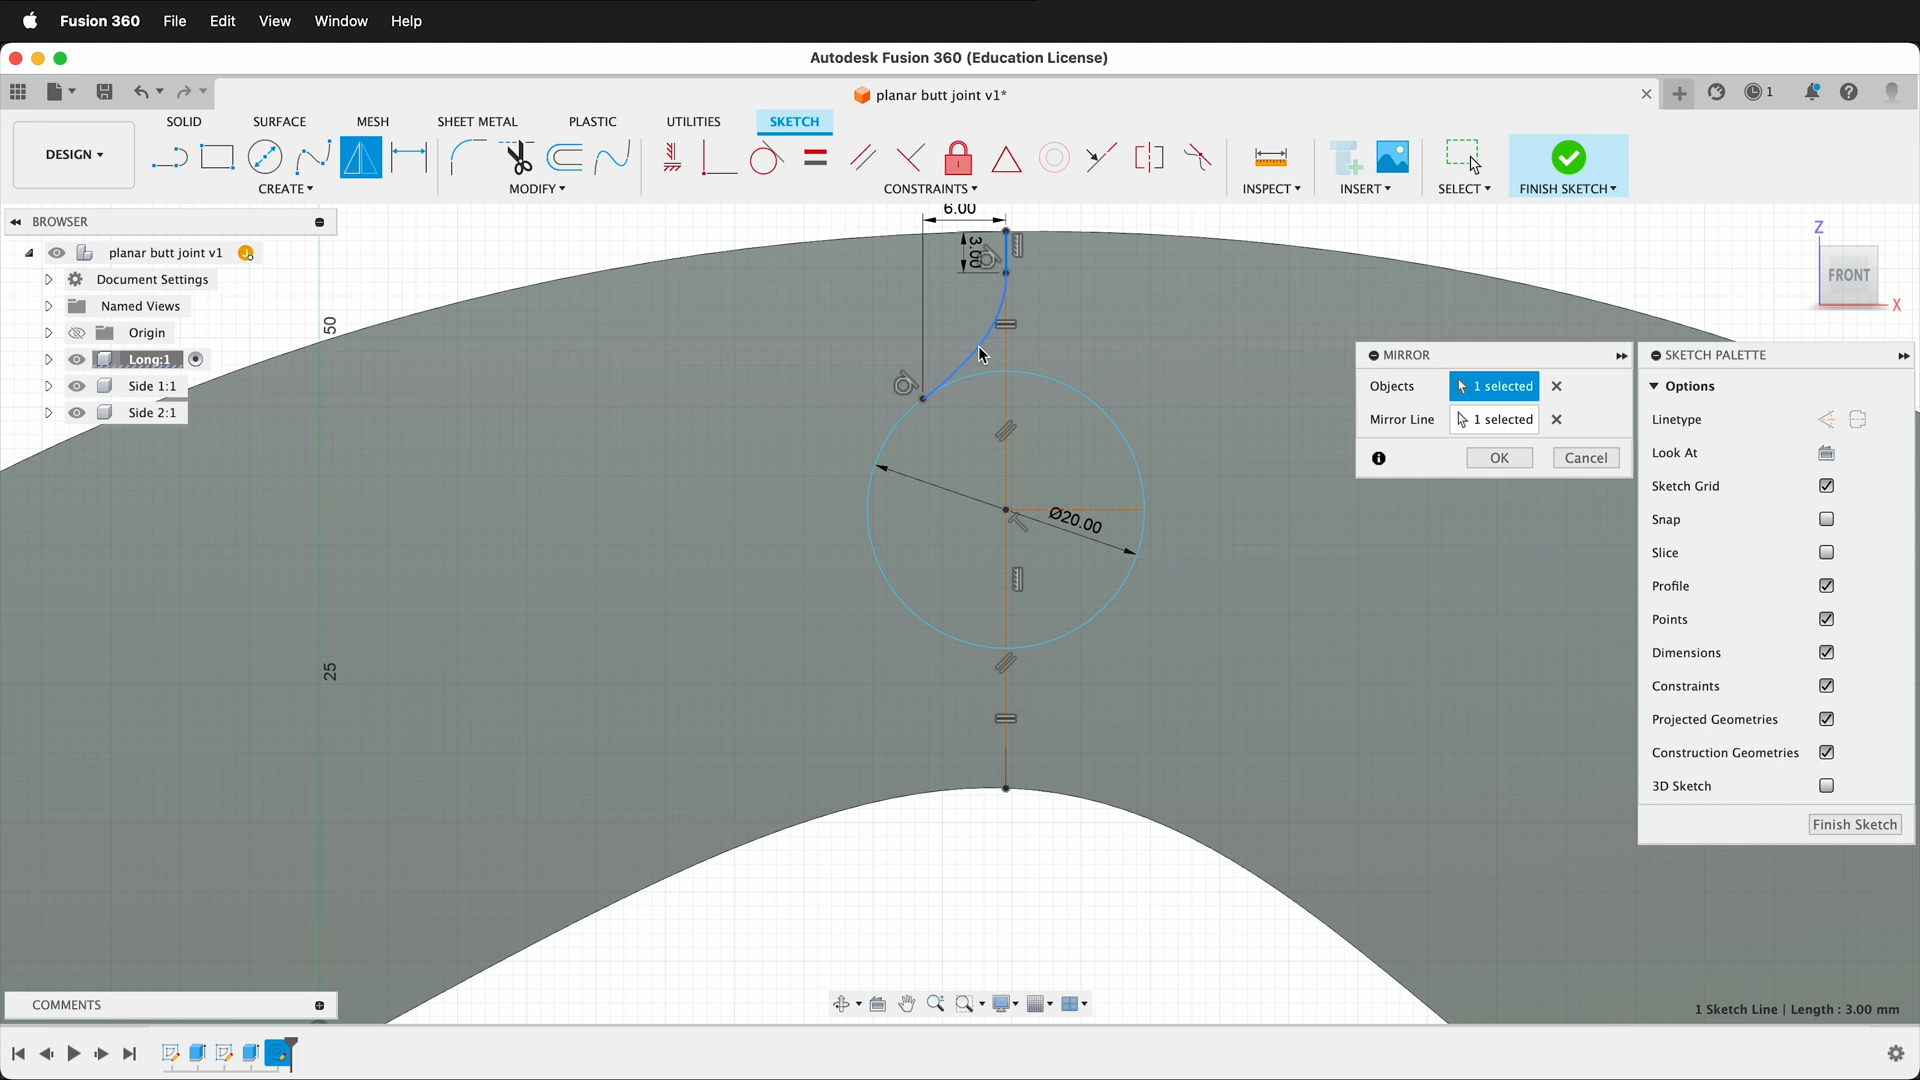 Fusion 360 File Edit View Window Help
Autodesk Fusion 360 (Education License)
planar butt joint v1*
1
SOLID SURFACE MESH SHEET METAL PLASTIC UTILITIES SKETCH
DESIGN
CREATE MODIFY CONSTRAINTS INSPECT INSERT SELECT FINISH SKETCH
BROWSER
planar butt joint v1
Document Settings
Named Views
Origin
Long:1
Side 1:1
Side 2:1
6.00
3.00
50
25
Ø20.00
Z
FRONT
X
MIRROR
Objects 1 selected
Mirror Line 1 selected
OK Cancel
SKETCH PALETTE
Options
Linetype
Look At
Sketch Grid
Snap
Slice
Profile
Points
Dimensions
Constraints
Projected Geometries
Construction Geometries
3D Sketch
Finish Sketch
COMMENTS
1 Sketch Line | Length : 3.00 mm